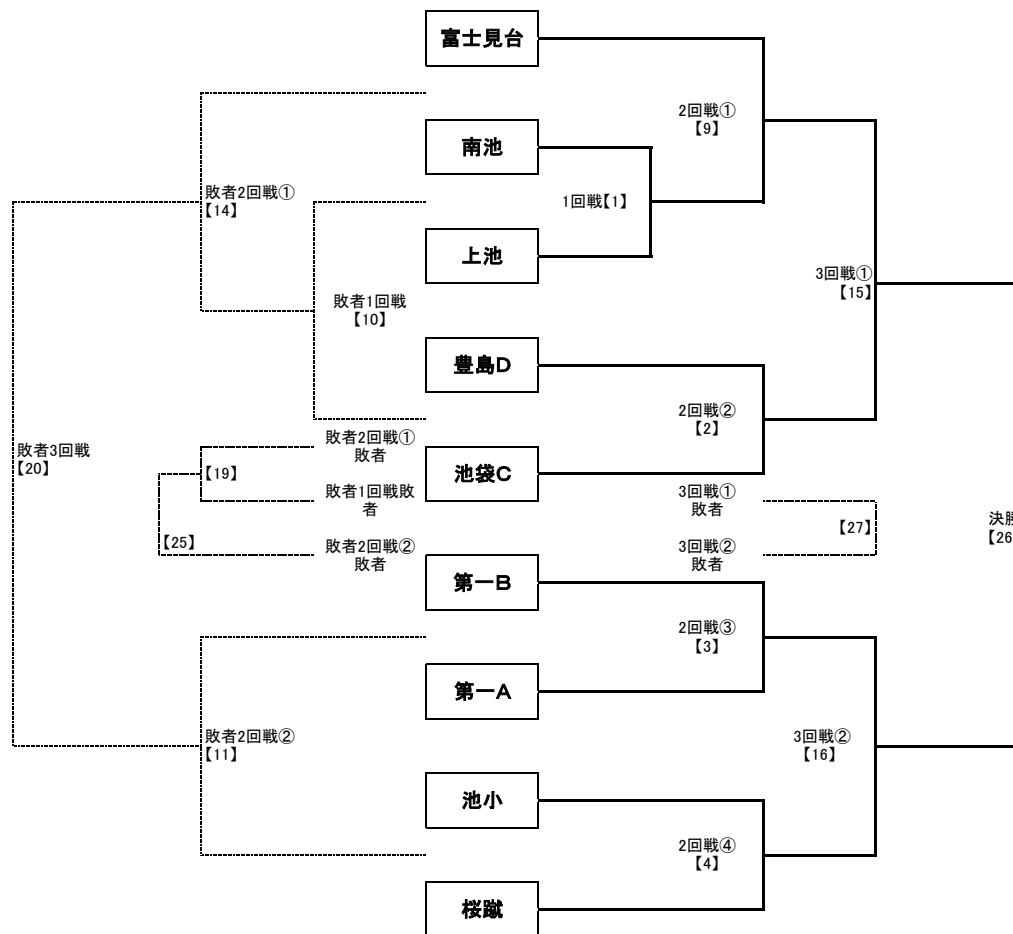 富士見台
2回戦①
【9】
南池
敗者2回戦①
【14】
1回戦【1】
上池
3回戦①
【15】
敗者1回戦
【10】
豊島D
2回戦②
【2】
敗者2回戦①
敗者
敗者3回戦
【20】
【19】
池袋C
敗者1回戦敗
者
3回戦①
敗者
【27】
決勝
【26
【25】
敗者2回戦②
敗者
3回戦②
敗者
第一B
2回戦③
【3】
第一A
敗者2回戦②
【11】
3回戦②
【16】
池小
2回戦④
【4】
桜蹴